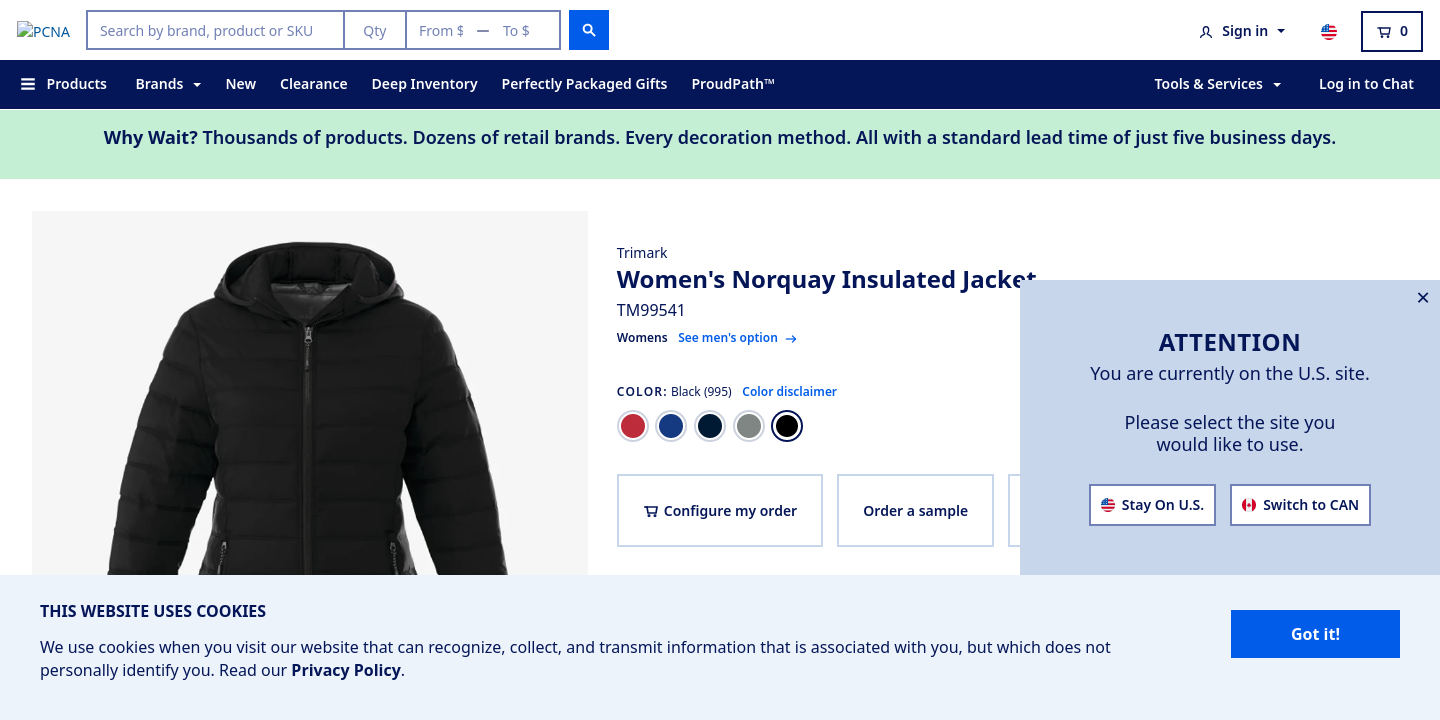 PCNA
Search by brand, product or SKU
Qty
From $ — To $
Sign in
0
Products
Brands
New
Clearance
Deep Inventory
Perfectly Packaged Gifts
ProudPath™
Tools & Services
Log in to Chat
Why Wait? Thousands of products. Dozens of retail brands. Every decoration method. All with a standard lead time of just five business days.
Trimark
Women's Norquay Insulated Jacket
TM99541
Womens See men's option →
COLOR: Black (995) Color disclaimer
Configure my order
Order a sample
ATTENTION
You are currently on the U.S. site.
Please select the site you
would like to use.
Stay On U.S.
Switch to CAN
THIS WEBSITE USES COOKIES
We use cookies when you visit our website that can recognize, collect, and transmit information that is associated with you, but which does not
personally identify you. Read our Privacy Policy.
Got it!